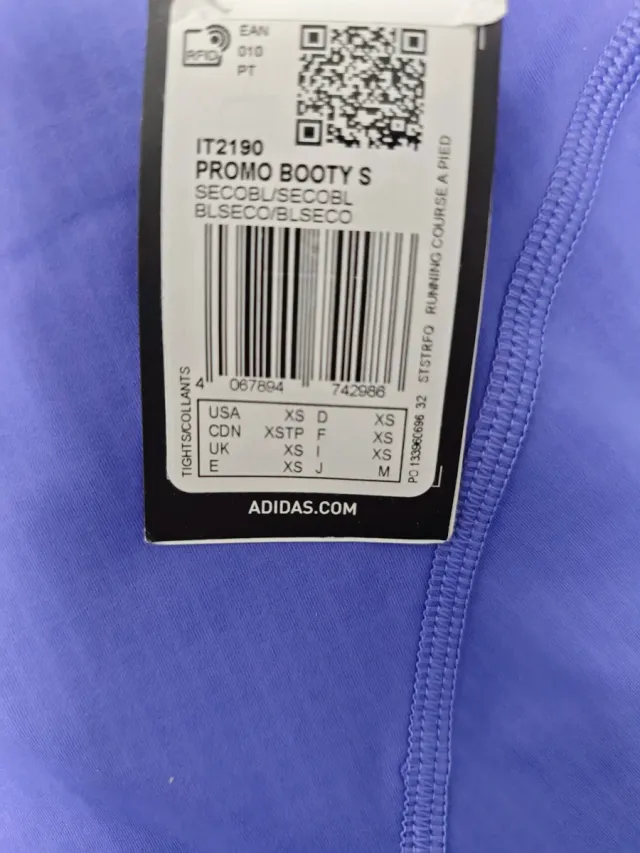 RFID
EAN
010
PT
IT2190
PROMO BOOTY S
SECOBL/SECOBL
BLSECO/BLSECO
4 067894 742986
USA XS D XS
CDN XSTP F XS
UK XS I XS
E XS J M
TIGHTS/COLLANTS
PO 133960696 32 STSTRFQ RUNNING COURSE A PIED
ADIDAS.COM